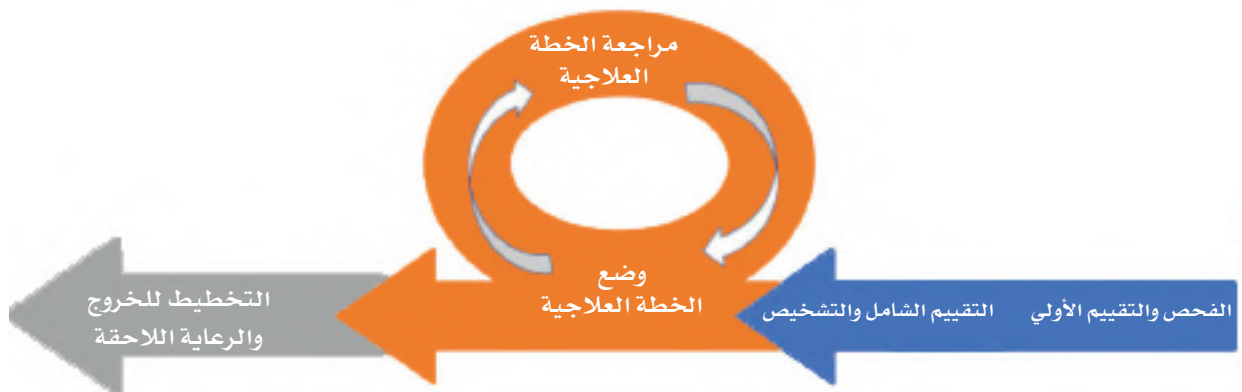 الفحص والتقييم الأولي
التقييم الشامل والتشخيص
وضع
الخطة العلاجية
مراجعة الخطة
العلاجية
التخطيط للخروج
والرعاية اللاحقة